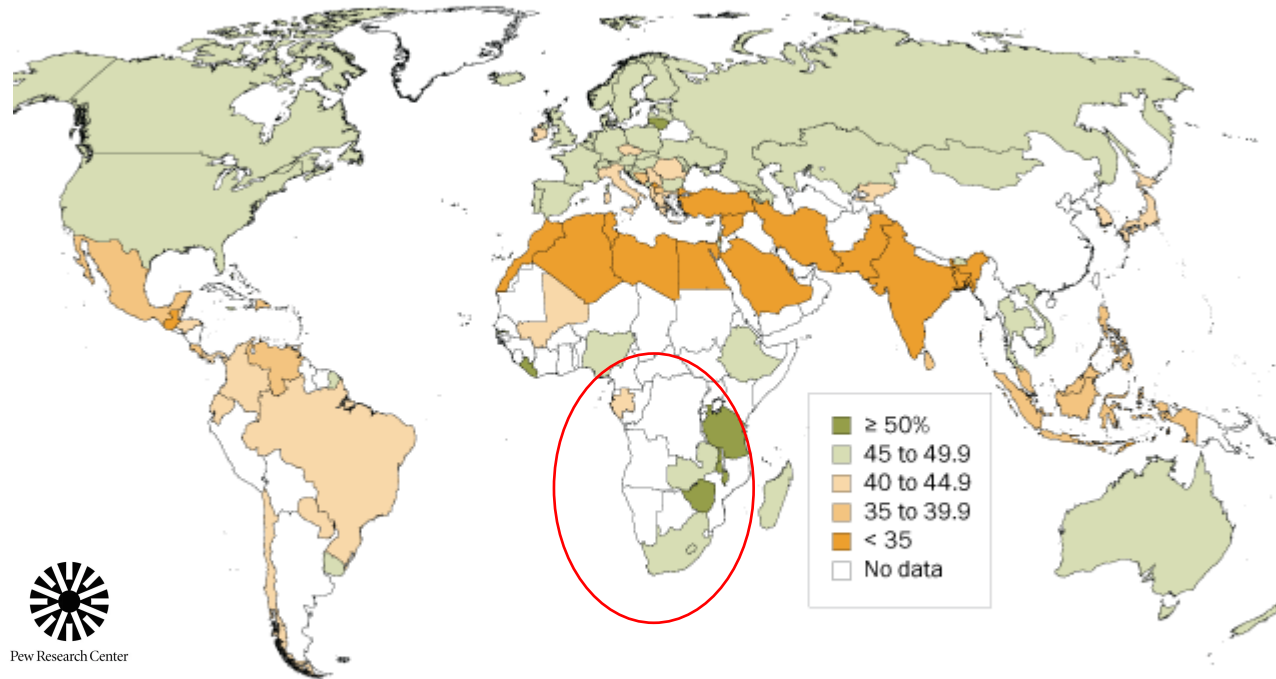 ≥ 50%
45 to 49.9
40 to 44.9
35 to 39.9
< 35
No data
Pew Research Center